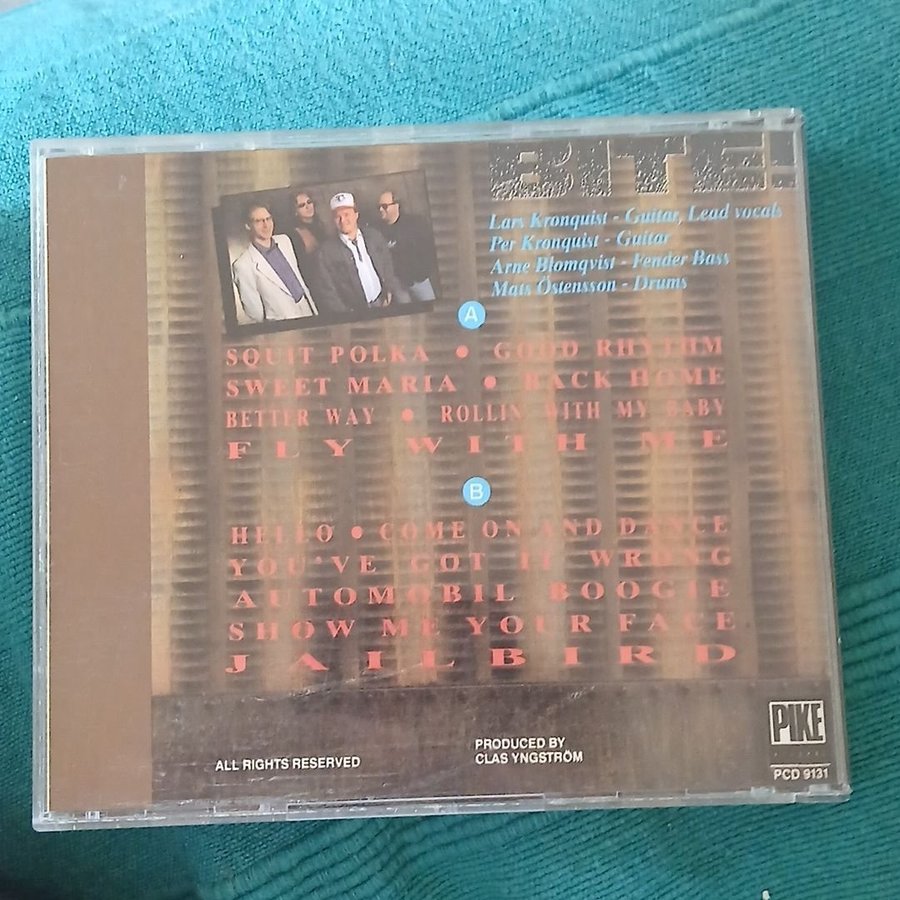 BITE!
Lars Kronquist - Guitar, Lead vocals
Per Kronquist - Guitar
Arne Blomqvist - Fender Bass
Mats Östensson - Drums
A
SQUIT POLKA • GOOD RHYTHM
SWEET MARIA • BACK HOME
BETTER WAY • ROLLIN WITH MY BABY
FLY WITH ME
B
HELLO • COME ON AND DANCE
YOU'VE GOT IT WRONG
AUTOMOBIL BOOGIE
SHOW ME YOUR FACE
JAILBIRD
ALL RIGHTS RESERVED
PRODUCED BY
CLAS YNGSTRÖM
PIKE
PCD 9131